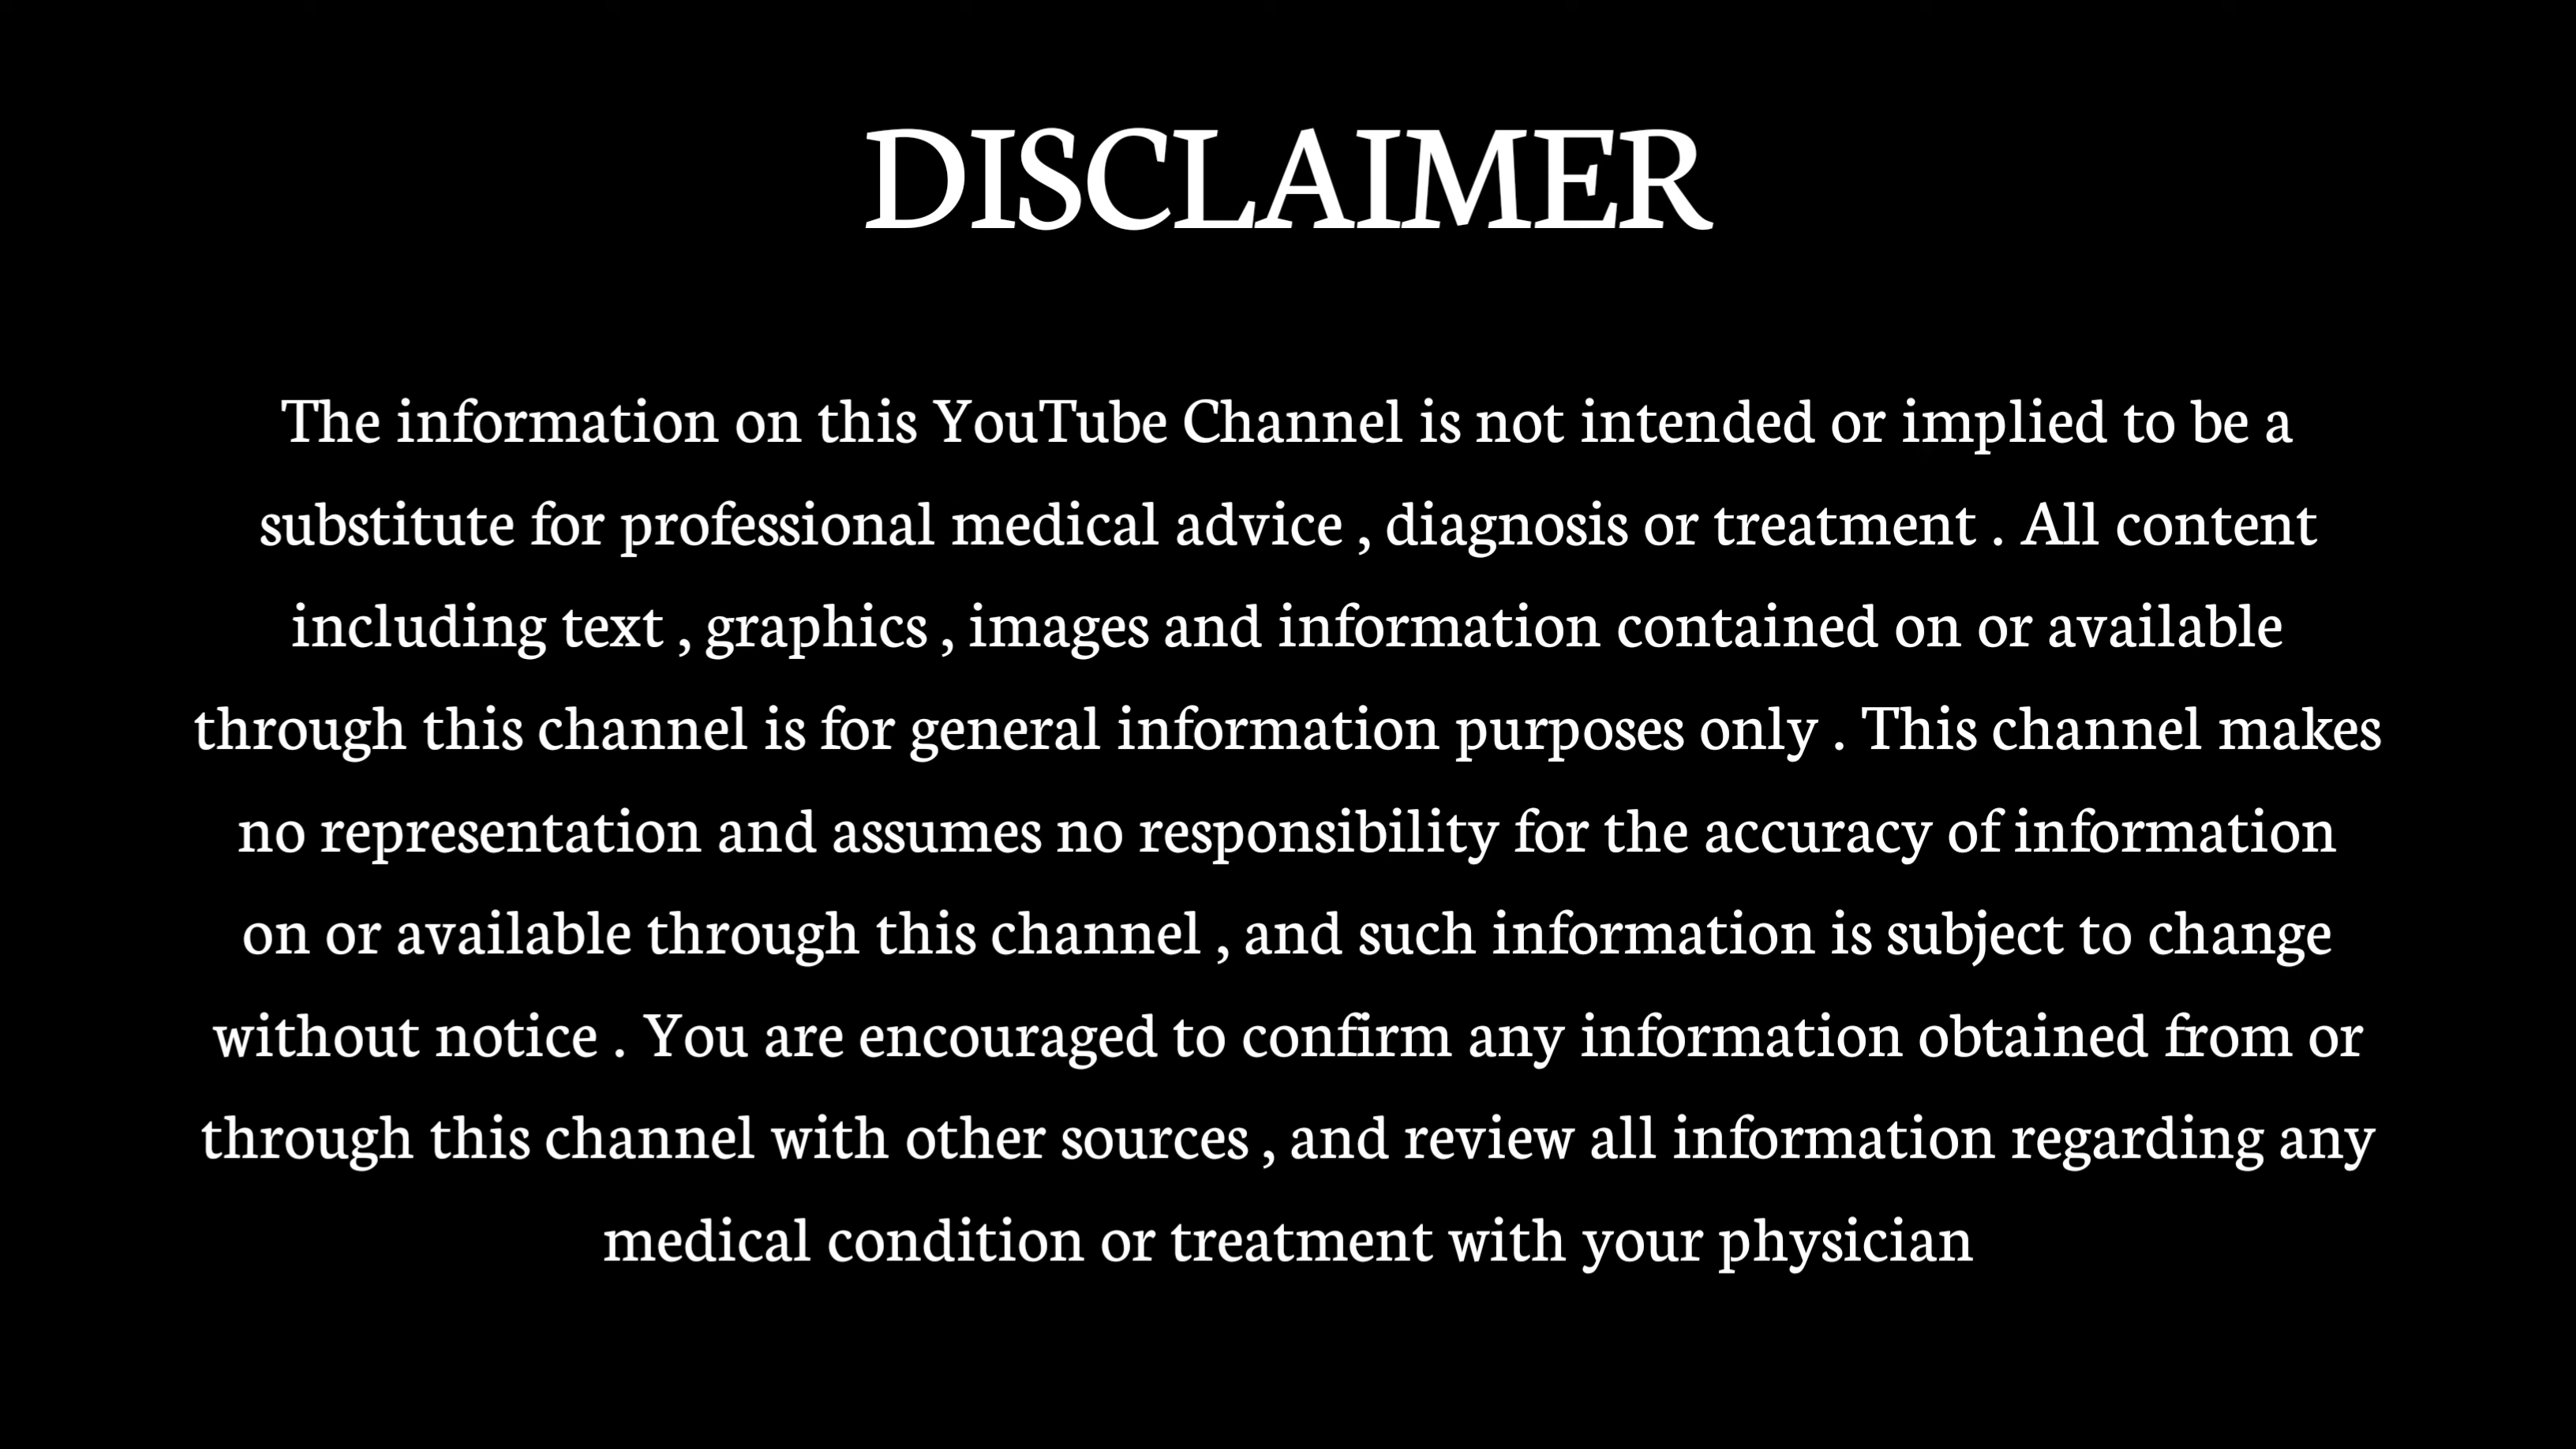 DISCLAIMER
The information on this YouTube Channel is not intended or implied to be a
substitute for professional medical advice , diagnosis or treatment . All content
including text , graphics , images and information contained on or available
through this channel is for general information purposes only . This channel makes
no representation and assumes no responsibility for the accuracy of information
on or available through this channel , and such information is subject to change
without notice . You are encouraged to confirm any information obtained from or
through this channel with other sources , and review all information regarding any
medical condition or treatment with your physician